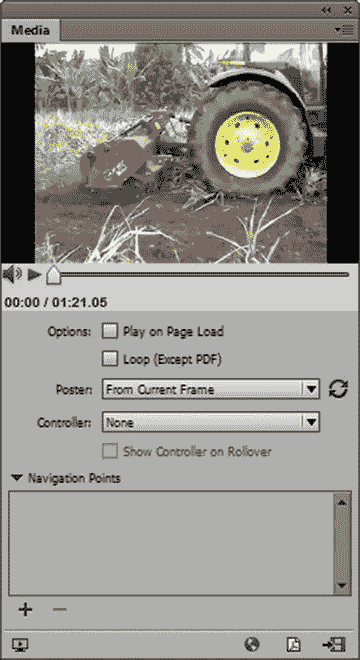 Media
00:00 / 01:21.05
Options: Play on Page Load
Loop (Except PDF)
Poster: From Current Frame
Controller: None
Show Controller on Rollover
Navigation Points